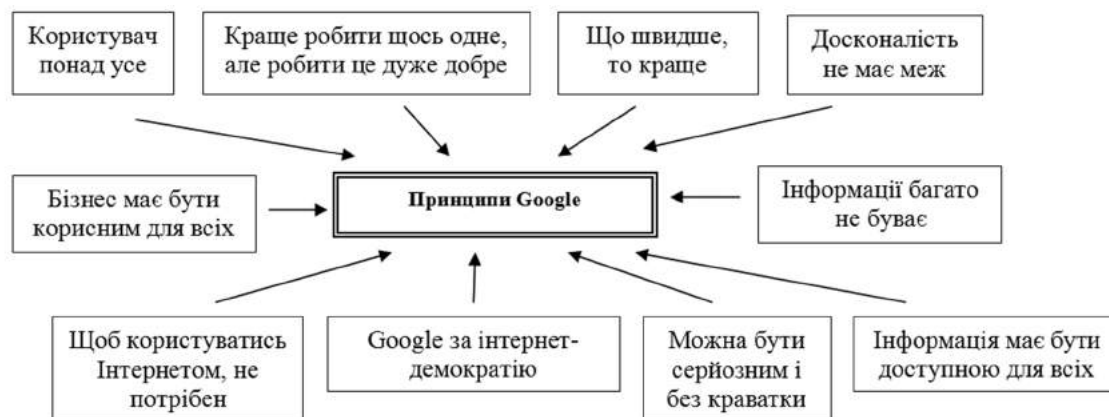 Користувач
понад усе
Краще робити щось одне,
але робити це дуже добре
Що швидше,
то краще
Досконалість
не має меж
Бізнес має бути
корисним для всіх
Принципи Google
Інформації багато
не буває
Щоб користуватись
Інтернетом, не
потрібен
Google за інтернет-
демократію
Можна бути
серйозним і
без краватки
Інформація має бути
доступною для всіх